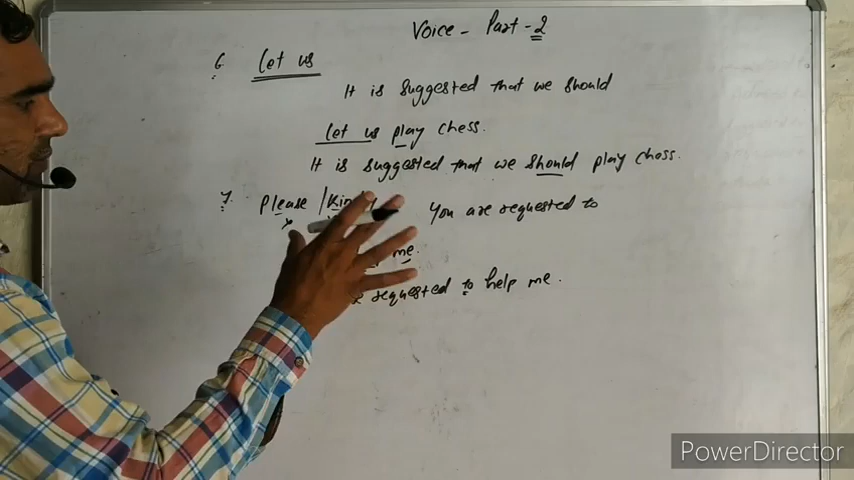 Voice - Part - 2
6. Let us
It is suggested that we should
Let us play chess.
It is suggested that we should play chess.
7. Please / You are requested to
me.
requested to help me.
PowerDirector